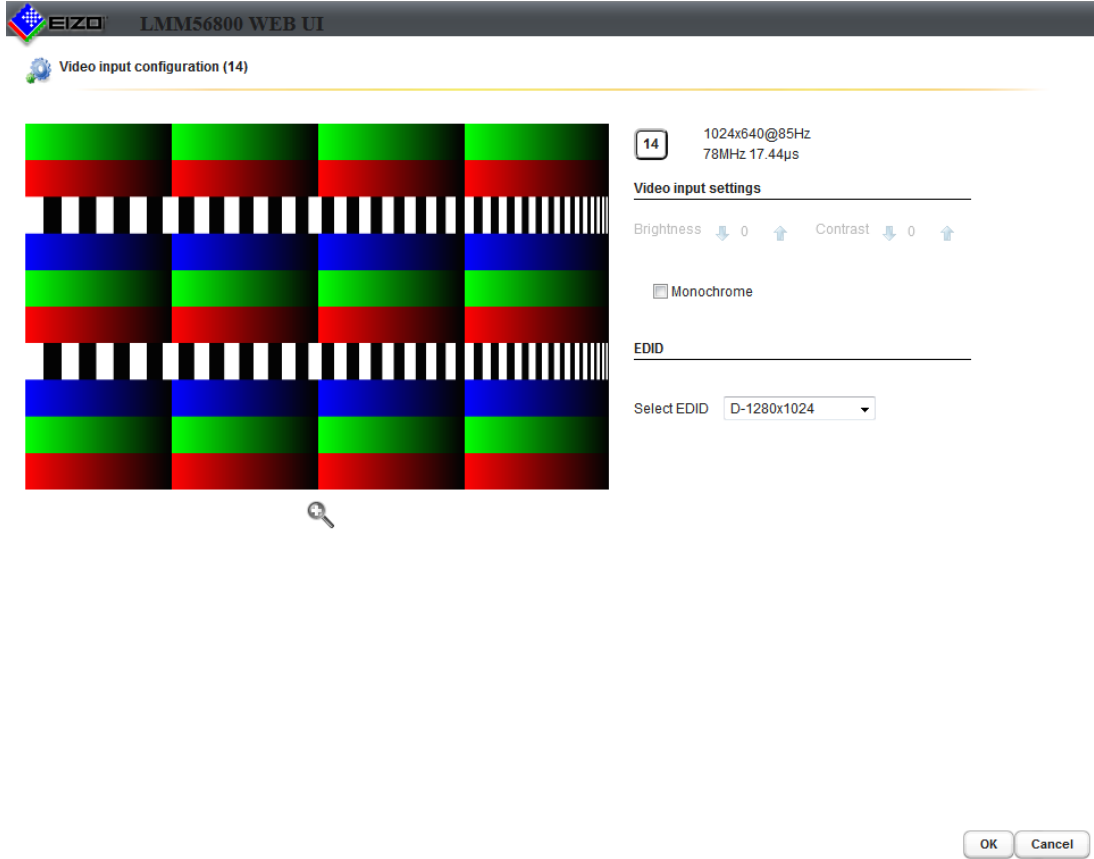 EIZO LMM56800 WEB UI
Video input configuration (14)
14 1024x640@85Hz
78MHz 17.44µs
Video input settings
Brightness 0 Contrast 0
Monochrome
EDID
Select EDID D-1280x1024
OK Cancel